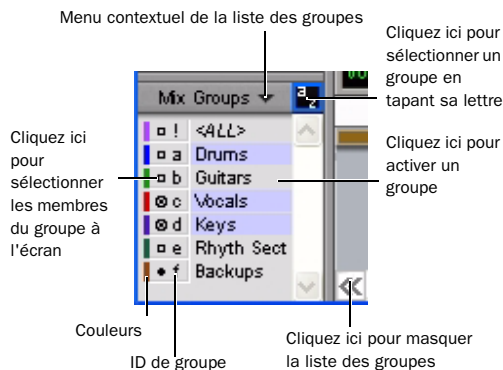 Menu contextuel de la liste des groupes
Cliquez ici pour
sélectionner un
groupe en
tapant sa lettre
Mix Groups
a z
! <ALL>
a Drums
b Guitars
c Vocals
d Keys
e Rhyth Sect
f Backups
Cliquez ici
pour
sélectionner
les membres
du groupe à
l'écran
Cliquez ici pour
activer un
groupe
Couleurs
ID de groupe
Cliquez ici pour masquer
la liste des groupes